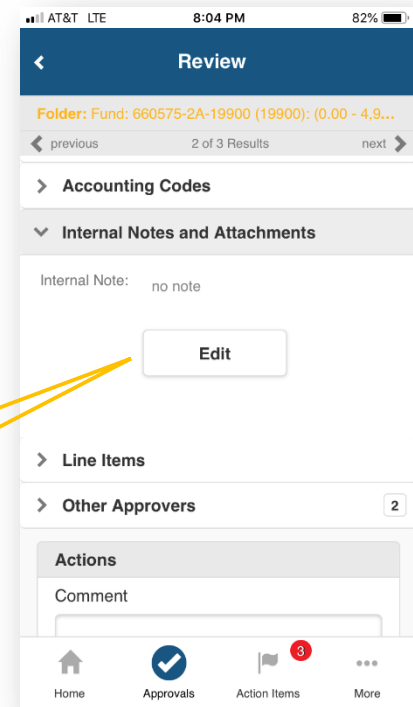 AT&T LTE 8:04 PM 82%
Review
Folder: Fund: 660575-2A-19900 (19900): (0.00 - 4,9...
previous 2 of 3 Results next
Accounting Codes
Internal Notes and Attachments
Internal Note: no note
Edit
Line Items
Other Approvers 2
Actions
Comment
3
Home Approvals Action Items More